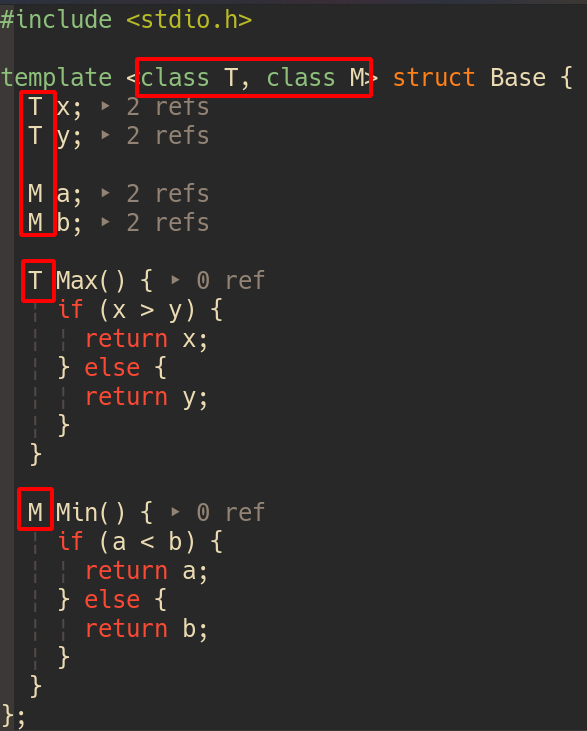 #include <stdio.h>
template <class T, class M> struct Base {
T x; ‣ 2 refs
T y; ‣ 2 refs
M a; ‣ 2 refs
M b; ‣ 2 refs
T Max() { ‣ 0 ref
if (x > y) {
return x;
} else {
return y;
}
}
M Min() { ‣ 0 ref
if (a < b) {
return a;
} else {
return b;
}
}
};